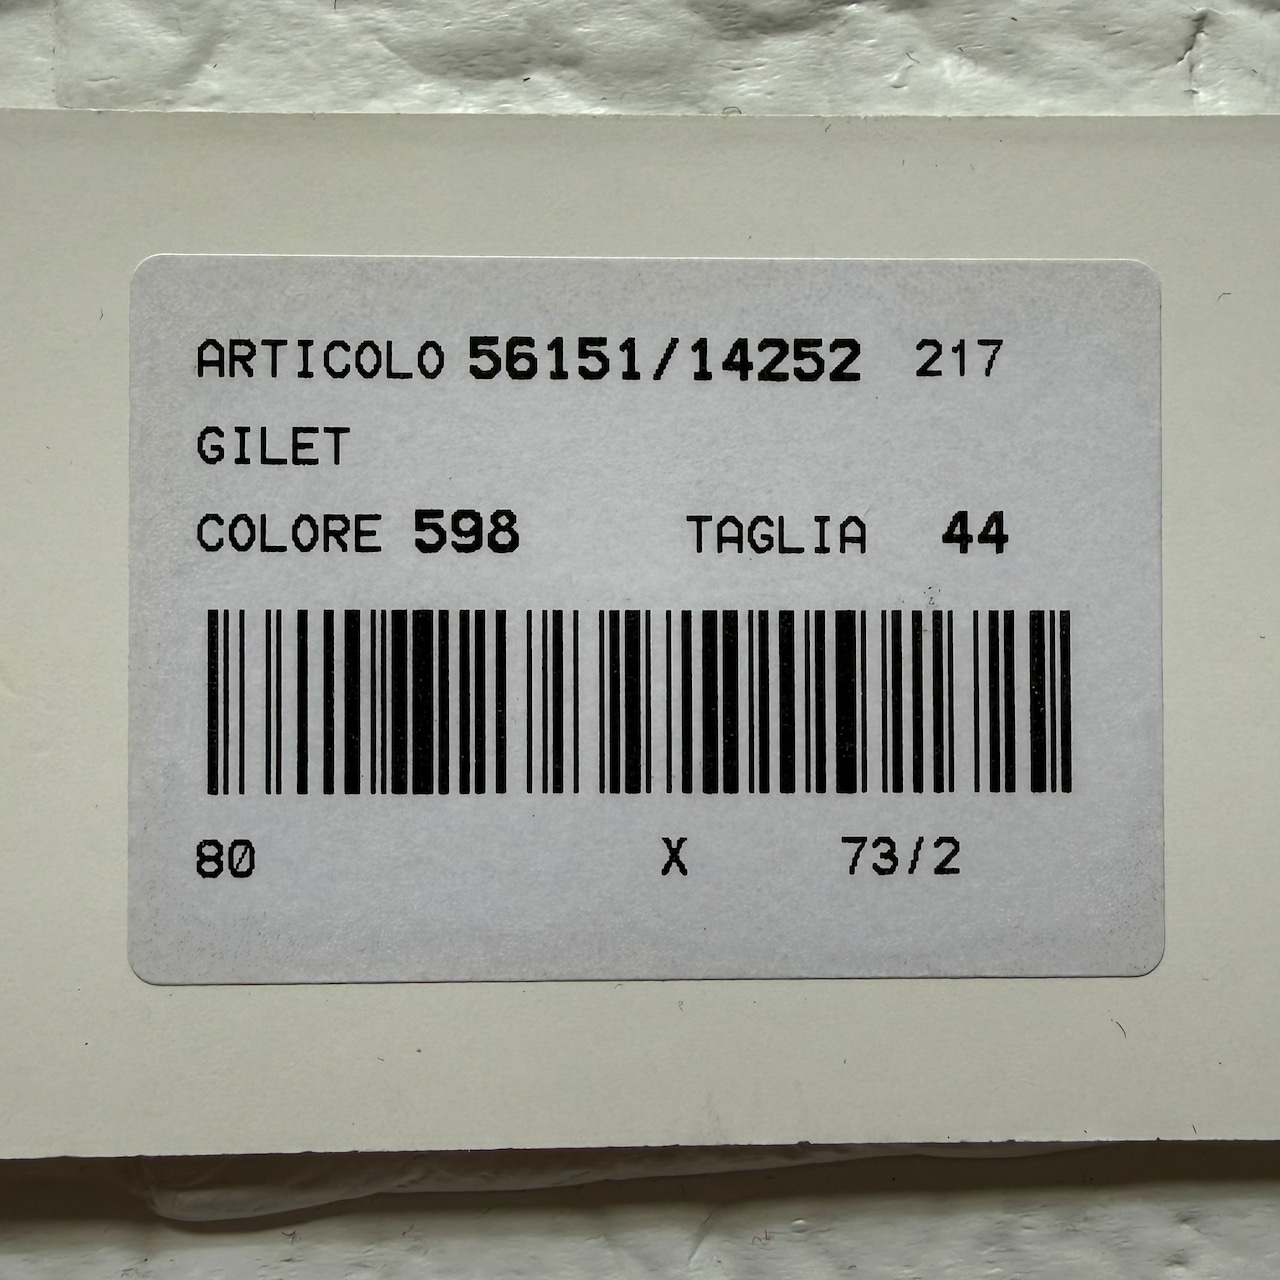 ARTICOLO 56151/14252 217
GILET
COLORE 598 TAGLIA 44
80 X 73/2